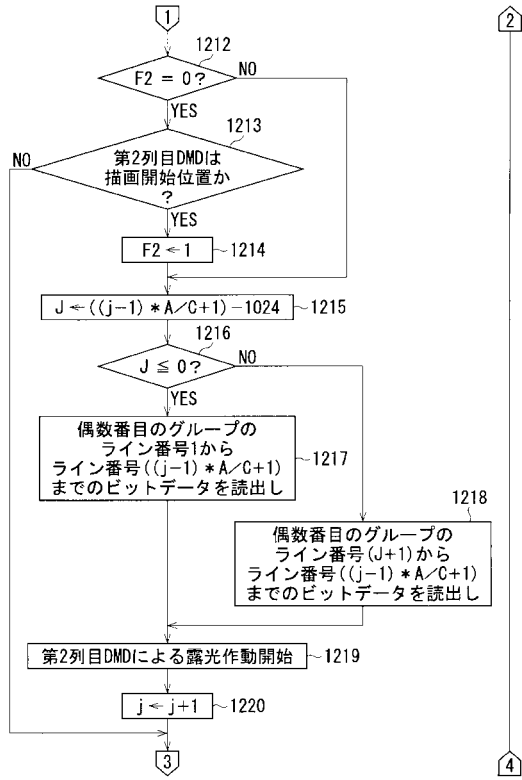 1
2
1212
F2 = 0?
NO
YES
1213
NO
第2列目DMDは
描画開始位置か
?
YES
F2←1
1214
J←((j-1)*A/C+1)-1024
1215
1216
J≦0?
NO
YES
偶数番目のグループの
ライン番号1から
ライン番号((j-1)*A/C+1)
までのビットデータを読出し
1217
1218
偶数番目のグループの
ライン番号(J+1)から
ライン番号((j-1)*A/C+1)
までのビットデータを読出し
第2列目DMDによる露光作動開始
1219
j←j+1
1220
3
4